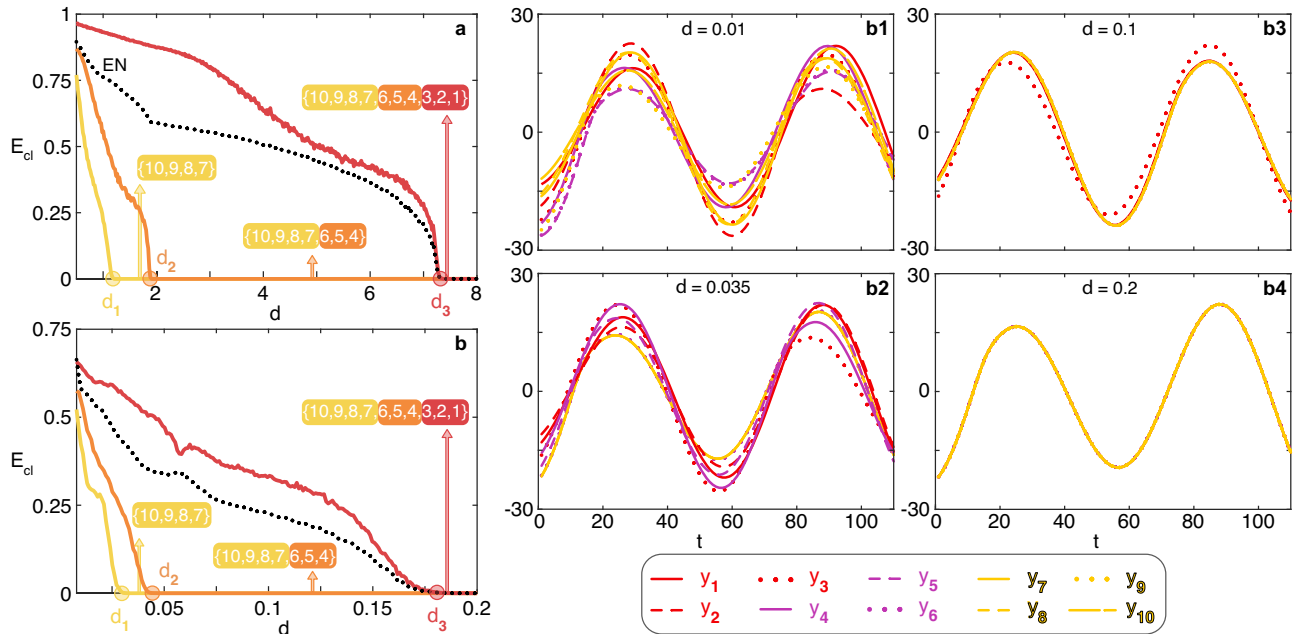 a
1
0.75
0.5
0.25
0
E_cl
EN
{10,9,8,7,6,5,4,3,2,1}
{10,9,8,7}
{10,9,8,7,6,5,4}
d_1
d_2
d_3
2
4
6
8
d
b
0.75
0.5
0.25
0
E_cl
{10,9,8,7,6,5,4,3,2,1}
{10,9,8,7}
{10,9,8,7,6,5,4}
d_1
d_2
d_3
0.05
0.1
0.15
0.2
d
30
0
-30
d = 0.01
b1
30
0
-30
d = 0.1
b3
30
0
-30
d = 0.035
b2
0
20
40
60
80
100
t
30
0
-30
d = 0.2
b4
0
20
40
60
80
100
t
y_1
y_3
y_5
y_7
y_9
y_2
y_4
y_6
y_8
y_10